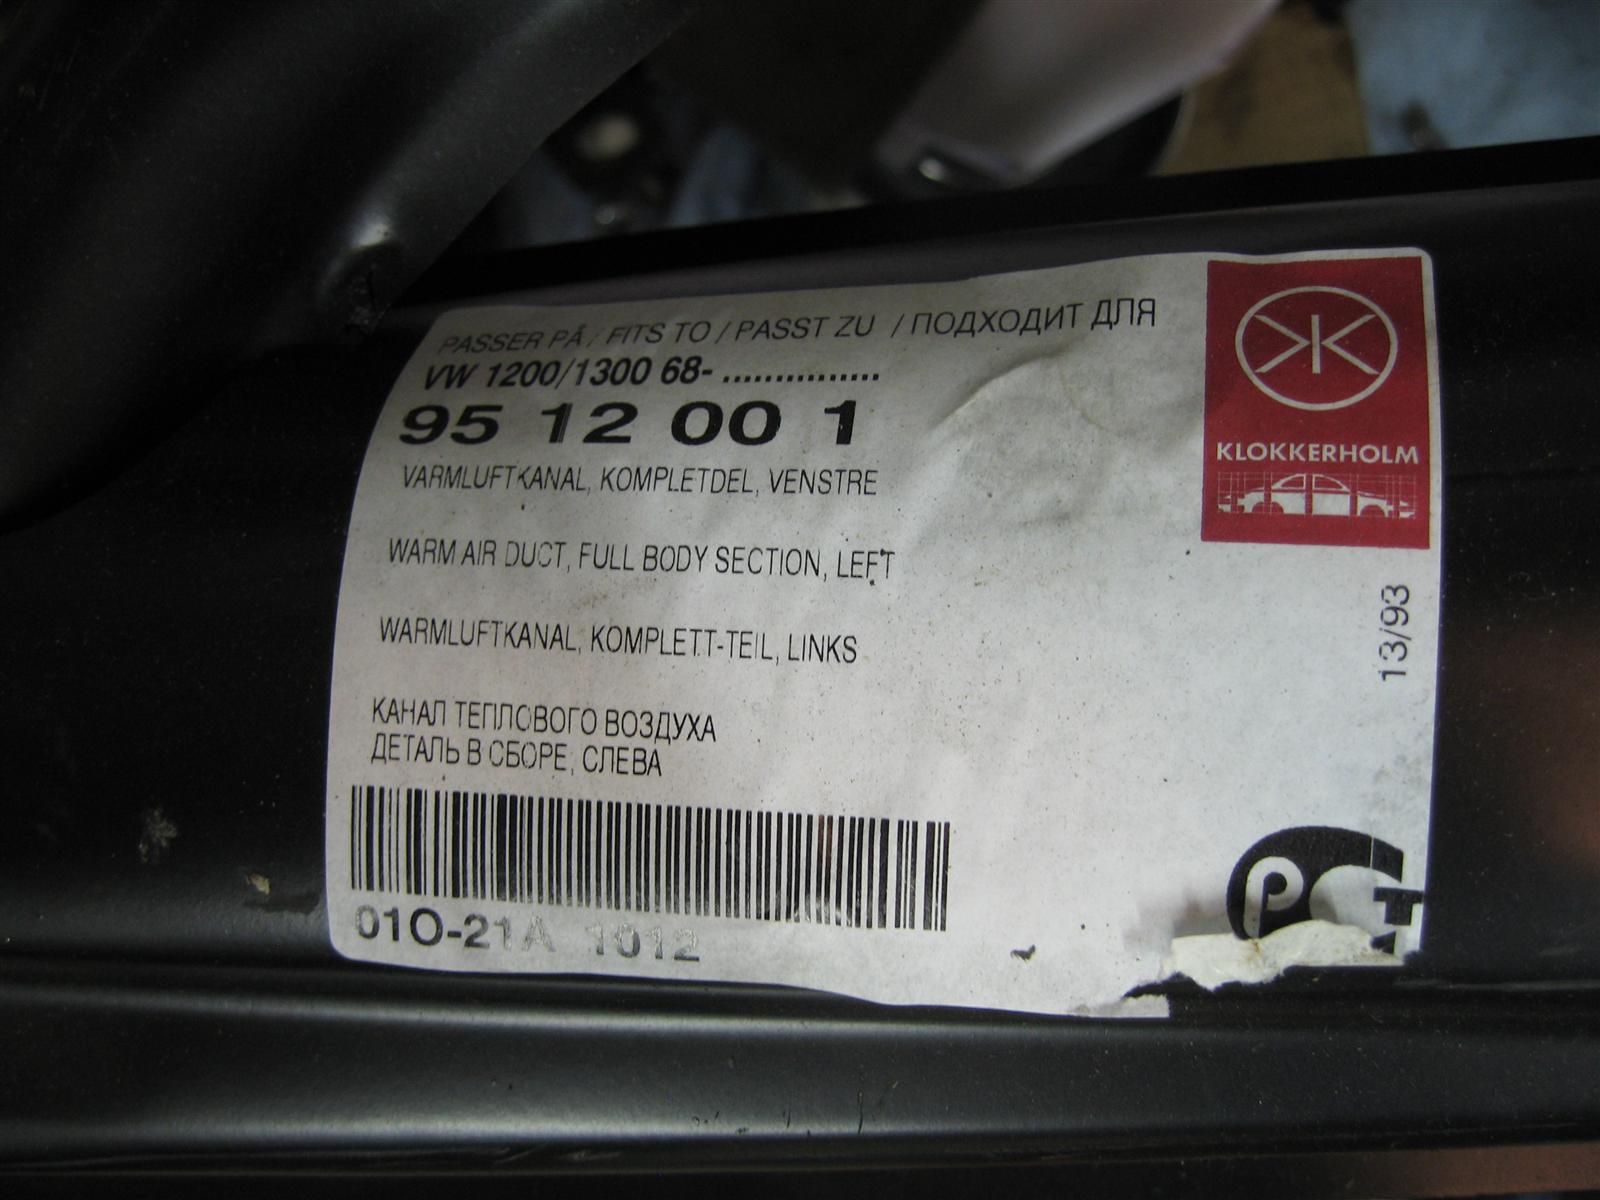 PASSER PÅ / FITS TO / PASST ZU / ПОДХОДИТ ДЛЯ
VW 1200/1300 68-...............
95 12 00 1
VARMLUFTKANAL, KOMPLETDEL, VENSTRE
WARM AIR DUCT, FULL BODY SECTION, LEFT
WARMLUFTKANAL, KOMPLETT-TEIL, LINKS
КАНАЛ ТЕПЛОВОГО ВОЗДУХА
ДЕТАЛЬ В СБОРЕ, СЛЕВА
01O-21A 1012
KLOKKERHOLM
13/93
РСТ